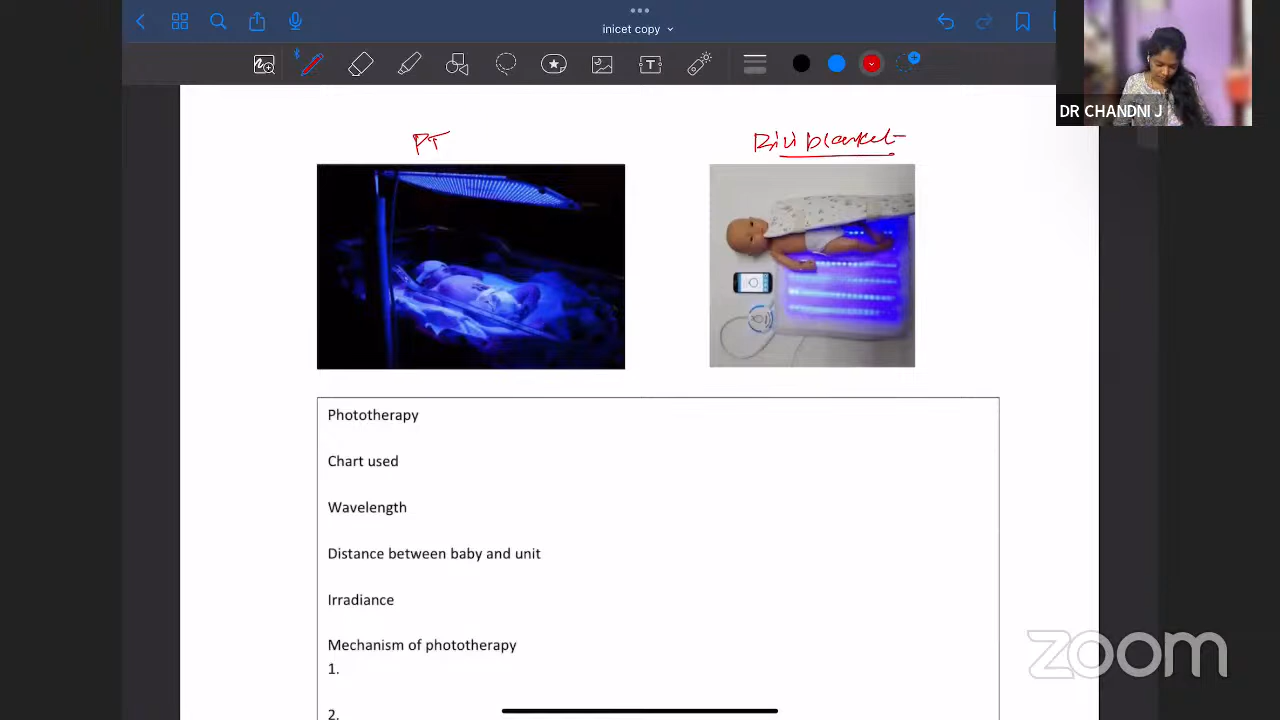 inicet copy
DR CHANDNI J
PT
Bili blanket
Phototherapy
Chart used
Wavelength
Distance between baby and unit
Irradiance
Mechanism of phototherapy
1.
2.
zoom